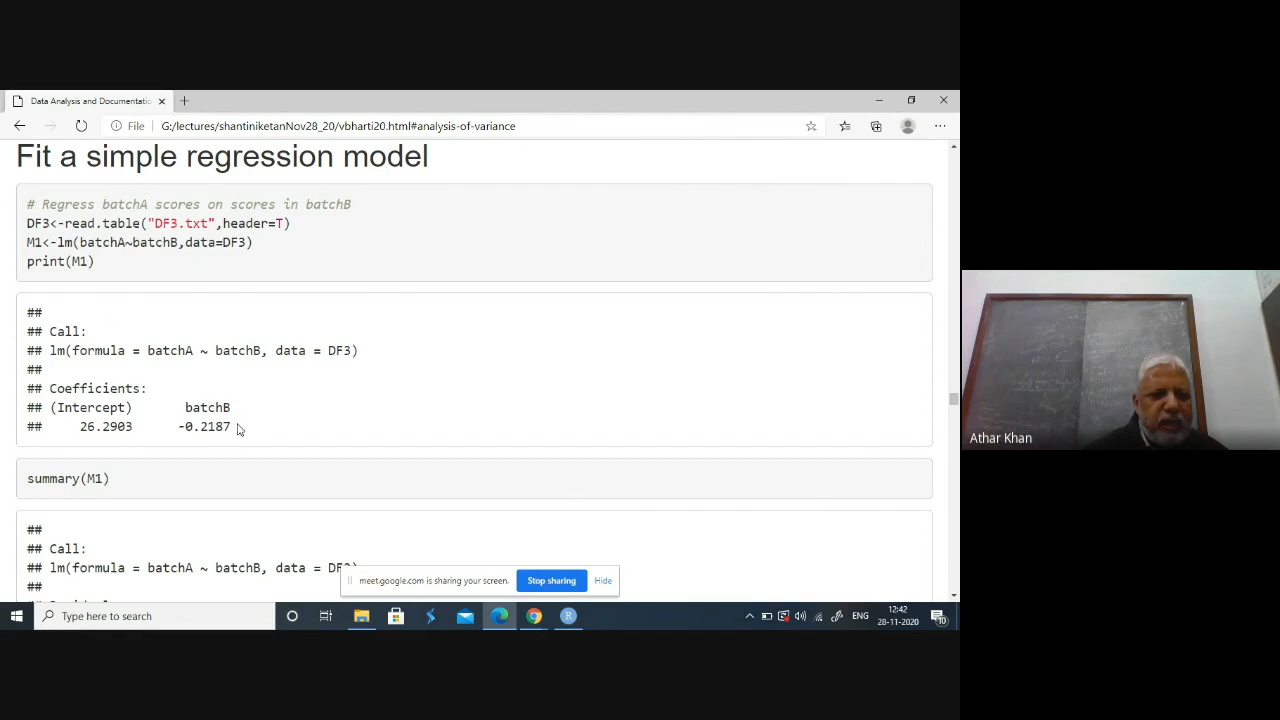 Data Analysis and Documentatio
File
G:/lectures/shantiniketanNov28_20/vbharti20.html#analysis-of-variance
Fit a simple regression model
# Regress batchA scores on scores in batchB
DF3<-read.table("DF3.txt",header=T)
M1<-lm(batchA~batchB,data=DF3)
print(M1)
##
## Call:
## lm(formula = batchA ~ batchB, data = DF3)
##
## Coefficients:
## (Intercept) batchB
## 26.2903 -0.2187
summary(M1)
##
## Call:
## lm(formula = batchA ~ batchB, data =
##
meet.google.com is sharing your screen. Stop sharing Hide
Type here to search
ENG
12:42
28-11-2020
10
Athar Khan